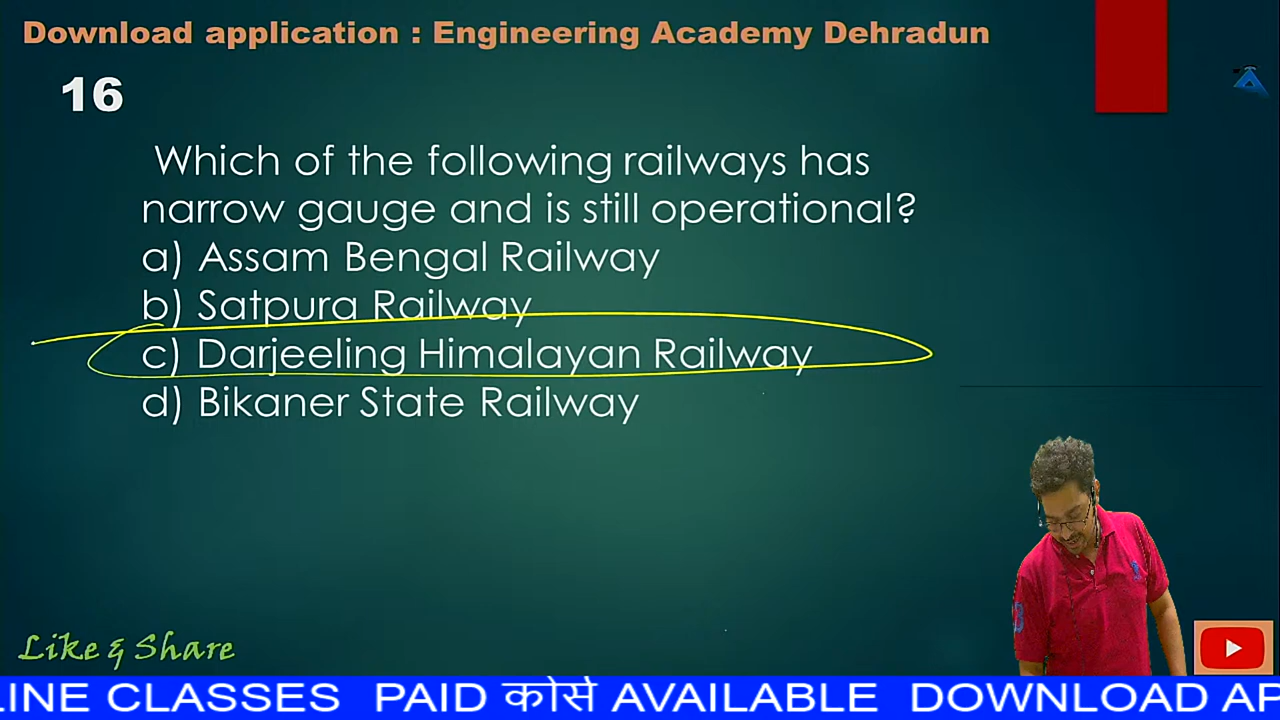 Download application : Engineering Academy Dehradun
16
Which of the following railways has
narrow gauge and is still operational?
a) Assam Bengal Railway
b) Satpura Railway
c) Darjeeling Himalayan Railway
d) Bikaner State Railway
Like & Share
LINE CLASSES PAID कोर्स AVAILABLE DOWNLOAD AP